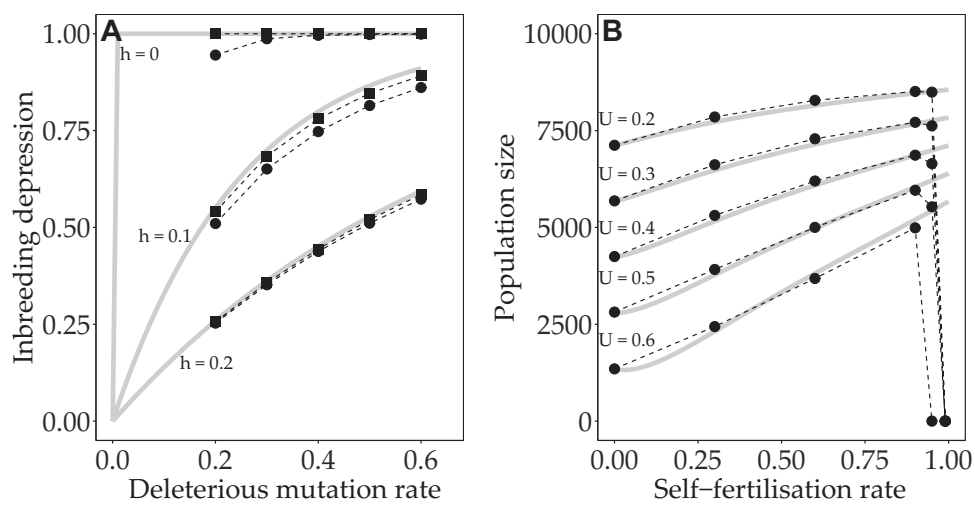 A
1.00
0.75
0.50
0.25
0.00
Inbreeding depression
h = 0
h = 0.1
h = 0.2
0.0 0.2 0.4 0.6
Deleterious mutation rate
B
10000
7500
5000
2500
0
Population size
U = 0.2
U = 0.3
U = 0.4
U = 0.5
U = 0.6
0.00 0.25 0.50 0.75 1.00
Self−fertilisation rate